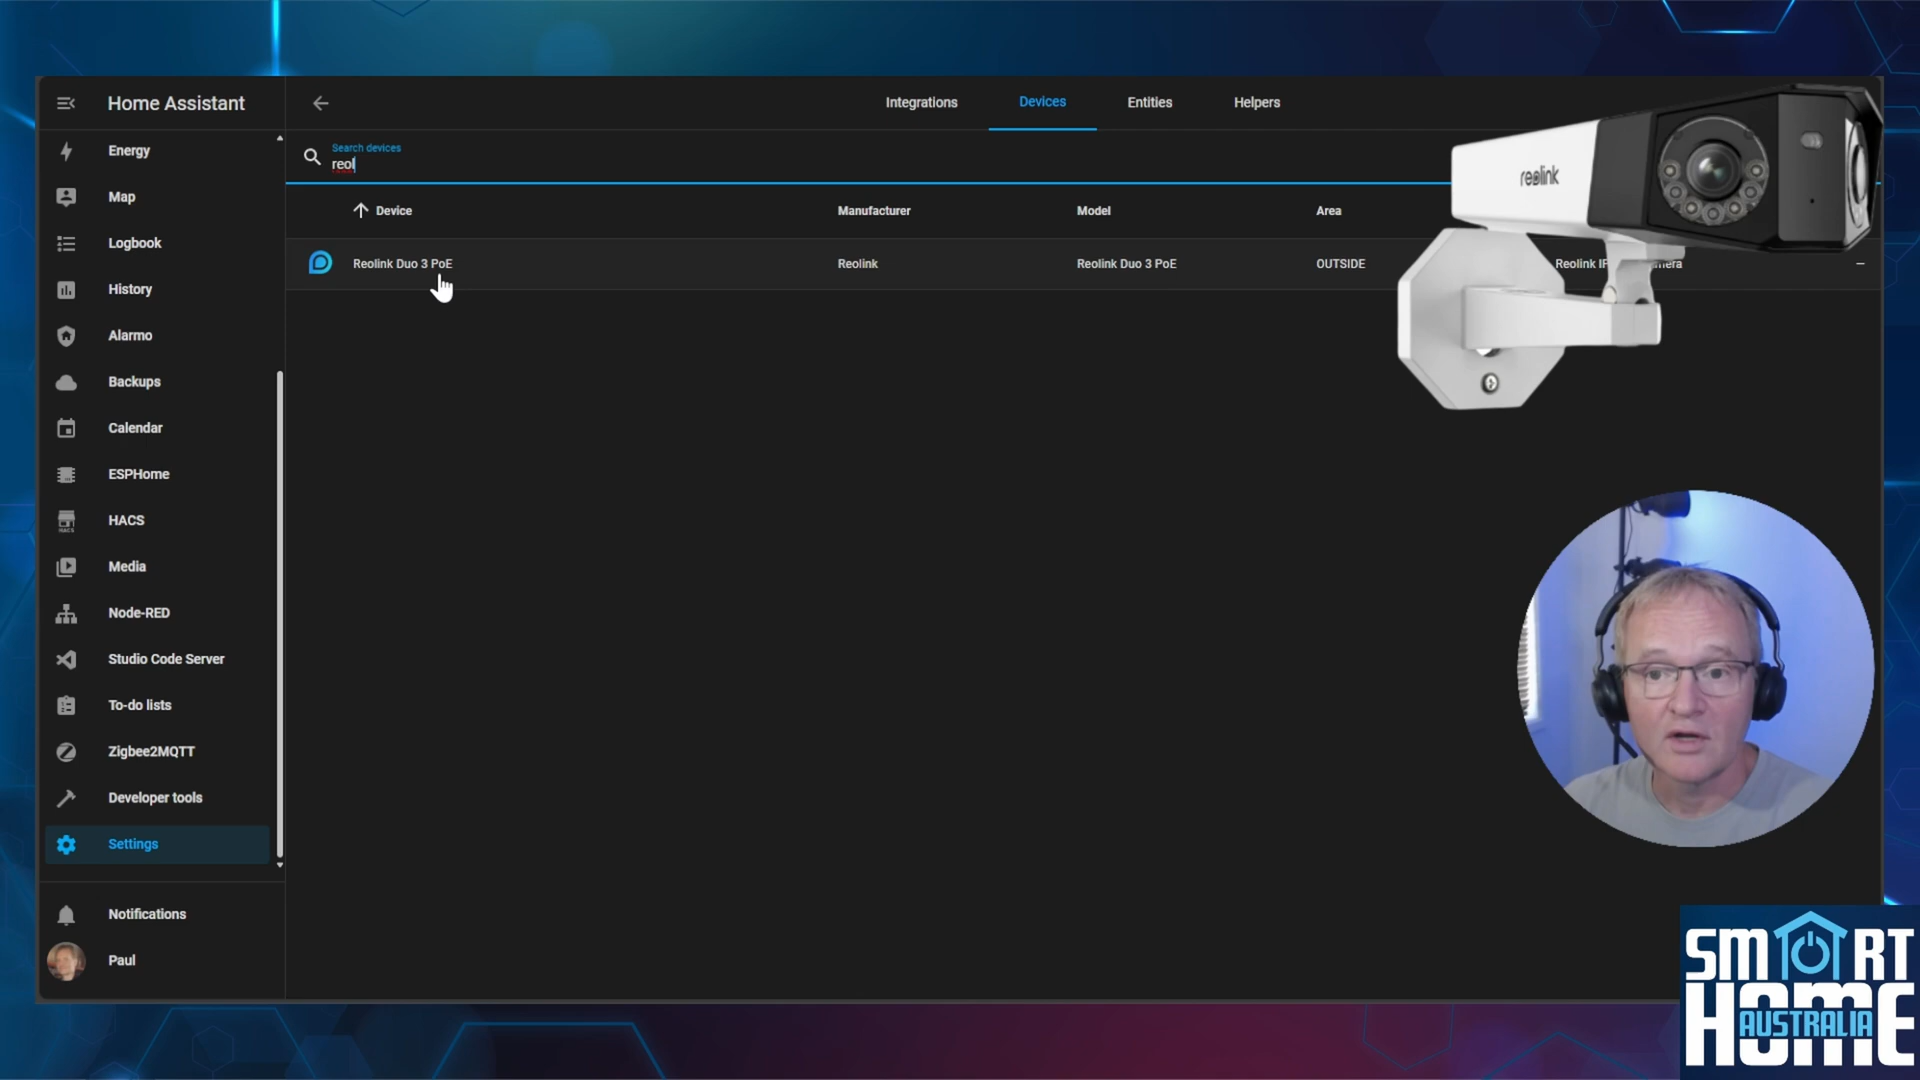 Home Assistant
Integrations
Devices
Entities
Helpers
Energy
Map
Logbook
History
Alarmo
Backups
Calendar
ESPHome
HACS
HACS
Media
Node-RED
Studio Code Server
To-do lists
Zigbee2MQTT
Developer tools
Settings
Notifications
Paul
Search devices
reol
Device Manufacturer Model Area
Reolink Duo 3 PoE Reolink Reolink Duo 3 PoE OUTSIDE Reolink
reolink
SMART
HOME
AUSTRALIA